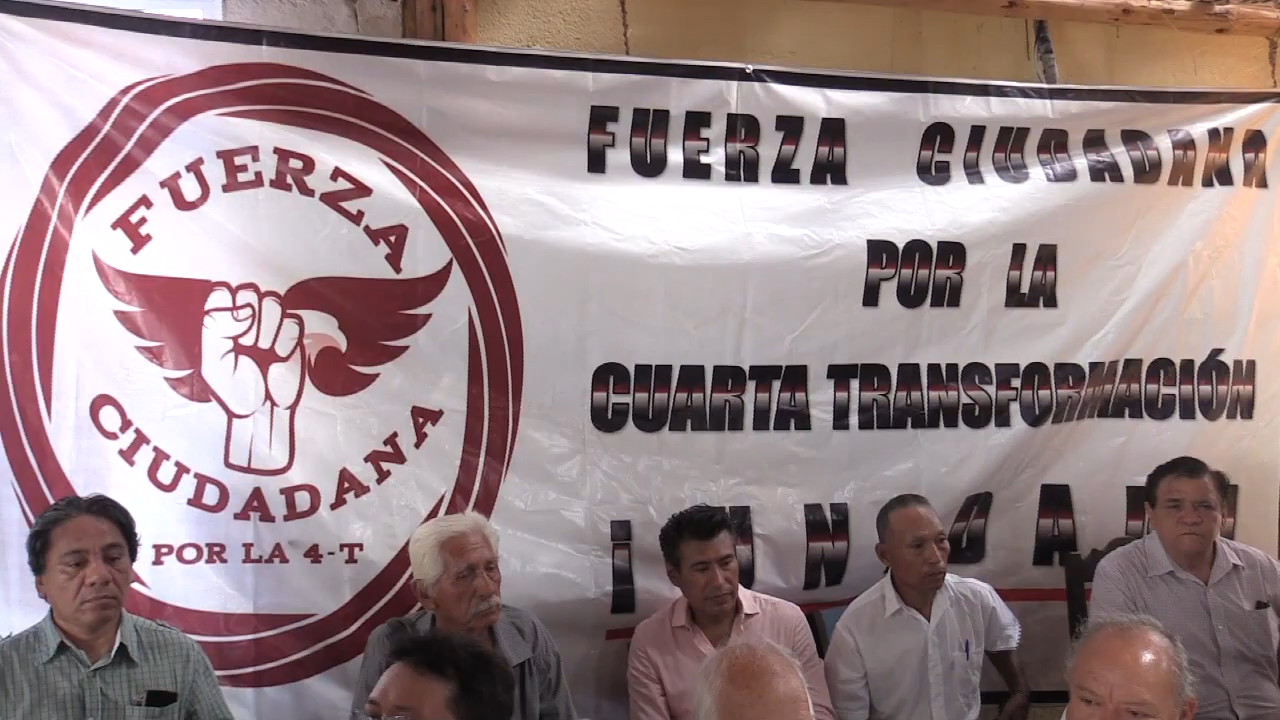 FUERZA
CIUDADANA
POR LA 4-T
FUERZA CIUDADANA
POR LA
CUARTA TRANSFORMACIÓN